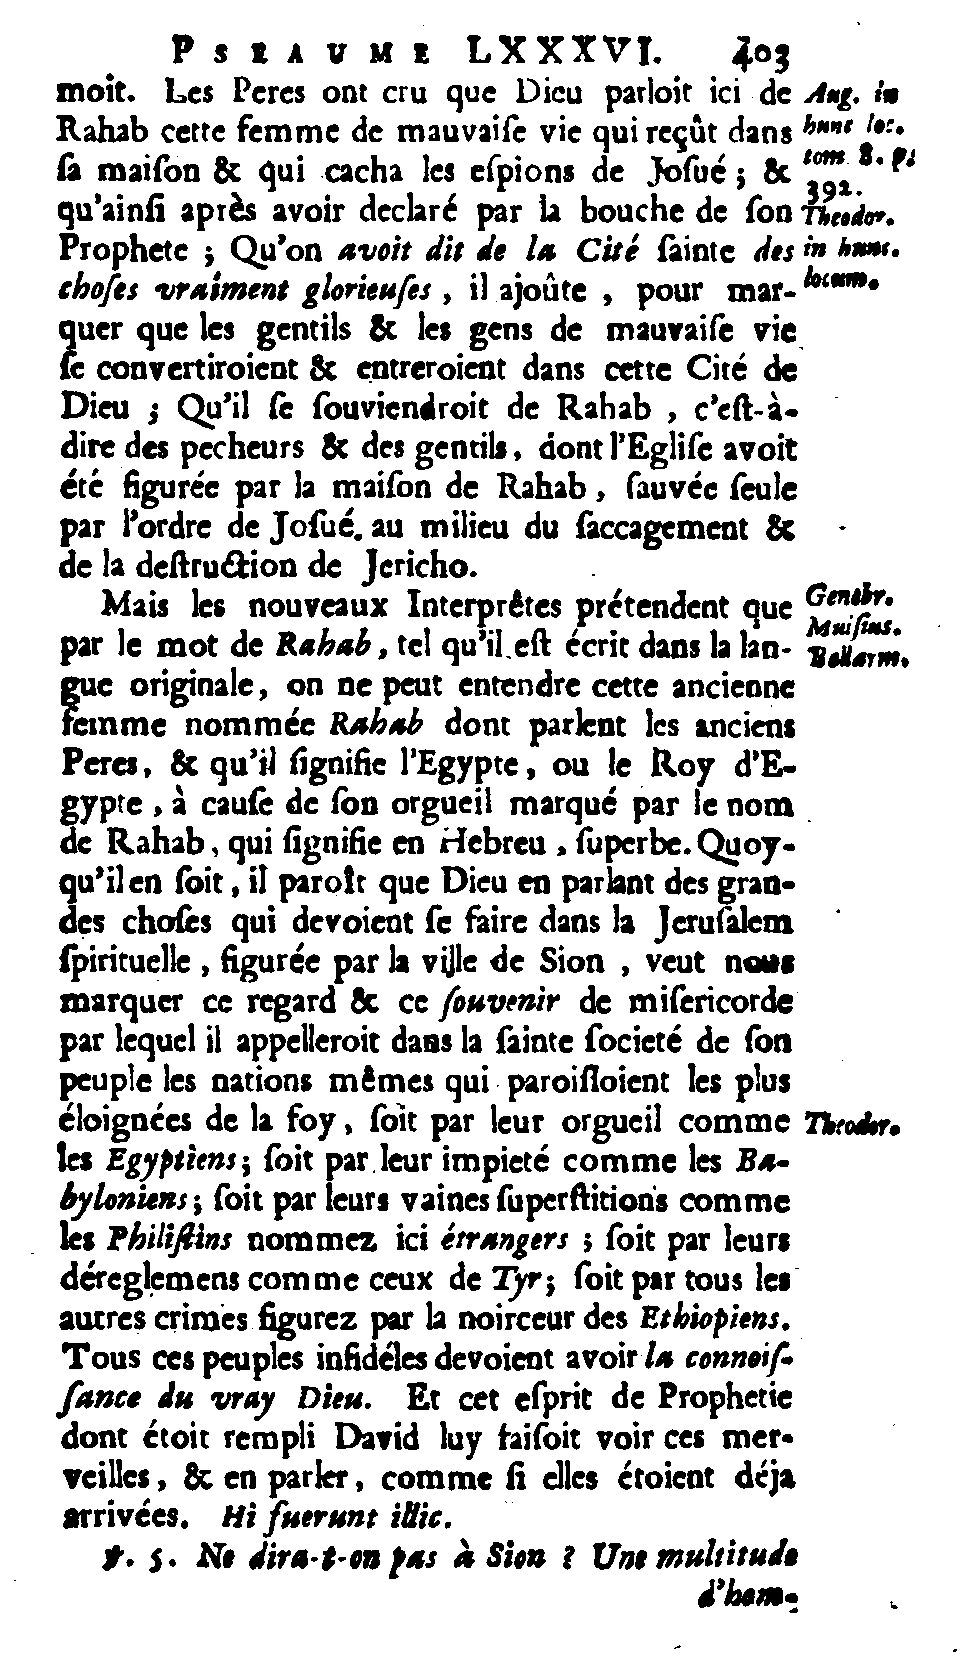 PSEAUME LXXXVI. 403
moit. Les Peres ont cru que Dieu parloit ici de
Rahab cette femme de mauvaiſe vie qui reçût dans
ſa maiſon & qui cacha les eſpions de Joſué ; &
qu'ainſi après avoir declaré par la bouche de ſon
Prophete ; Qu'on avoit dit de la Cité ſainte des
choſes vraiment glorieuſes, il ajoûte, pour mar-
quer que les gentils & les gens de mauvaiſe vie
ſe convertiroient & entreroient dans cette Cité de
Dieu ; Qu'il ſe ſouviendroit de Rahab, c'eſt-à-
dire des pecheurs & des gentils, dont l'Egliſe avoit
été figurée par la maiſon de Rahab, ſauvée ſeule
par l'ordre de Joſué. au milieu du ſaccagement &
de la deſtruction de Jericho.
Aug. in
hunc loc.
tom. 8. p.
392.
Theodor.
in hunc.
locum.
Mais les nouveaux Interprêtes prétendent que
par le mot de Rahab, tel qu'il eſt écrit dans la lan-
gue originale, on ne peut entendre cette ancienne
femme nommée Rahab dont parlent les anciens
Peres, & qu'il ſignifie l'Egypte, ou le Roy d'E-
gypte, à cauſe de ſon orgueil marqué par le nom
de Rahab, qui ſignifie en Hebreu, ſuperbe. Quoy-
qu'il en ſoit, il paroît que Dieu en parlant des gran-
des choſes qui devoient ſe faire dans la Jeruſalem
ſpirituelle, figurée par la ville de Sion, veut nous
marquer ce regard & ce ſouvenir de miſericorde
par lequel il appelleroit dans la ſainte ſocieté de ſon
peuple les nations mêmes qui paroiſſoient les plus
éloignées de la foy, ſoit par leur orgueil comme
les Egyptiens ; ſoit par leur impieté comme les Ba-
byloniens ; ſoit par leurs vaines ſuperſtitions comme
les Philiſtins nommez ici étrangers ; ſoit par leurs
déreglemens comme ceux de Tyr ; ſoit par tous les
autres crimes figurez par la noirceur des Ethiopiens.
Tous ces peuples infidéles devoient avoir la connoiſ-
ſance du vray Dieu. Et cet eſprit de Prophetie
dont étoit rempli David luy faiſoit voir ces mer-
veilles, & en parler, comme ſi elles étoient déja
arrivées. Hi fuerunt illic.
Genebr.
Muiſius.
Bellarm.
Theodor.
℣. 5. Ne dira-t-on pas à Sion ? Une multitude
d'hom-